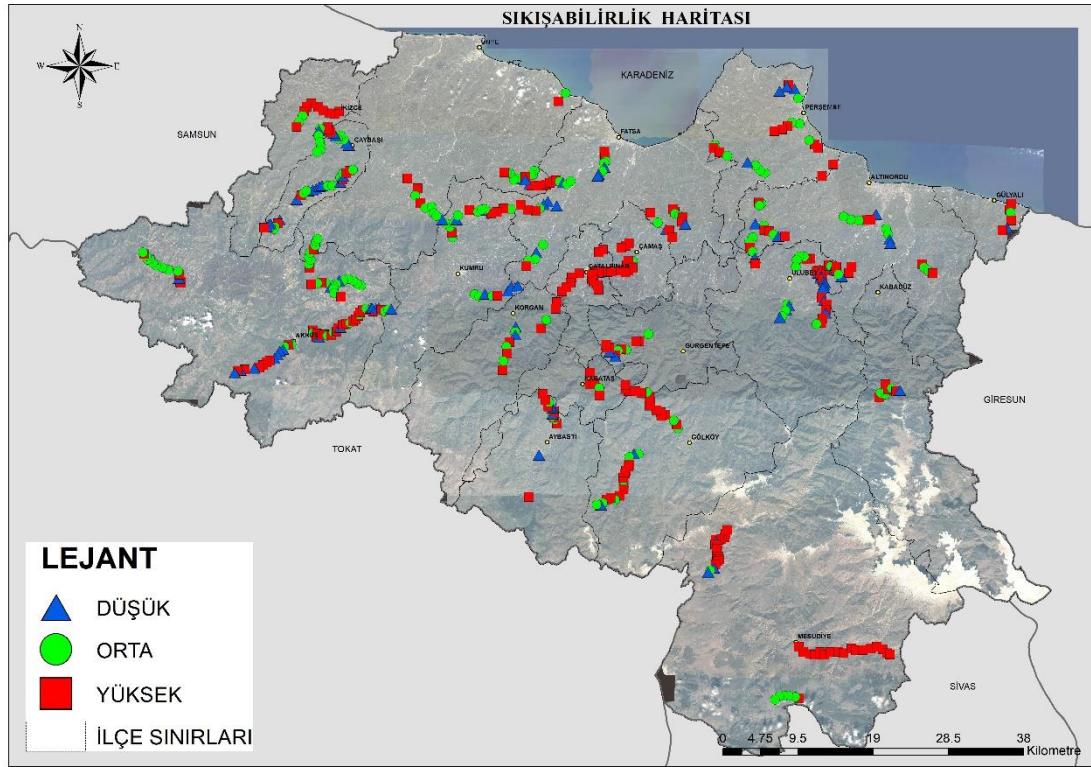 SIKIŞABİLİRLİK HARİTASI
N
W E
S
KARADENİZ
SAMSUN
İKİZCE
ÇAYBAŞI
FATSA
PERŞEMBE
ALTINORDU
GÜLYALI
ÇAMAŞ
ÇATALPINAR
KUMRU
KORGAN
KABADÜZ
AKKUŞ
GÜRGENTEPE
KABATAŞ
GİRESUN
TOKAT
AYBASTI
GÖLKÖY
MESUDİYE
SİVAS
LEJANT
DÜŞÜK
ORTA
YÜKSEK
İLÇE SINIRLARI
0 4.75 9.5 19 28.5 38
Kilometre